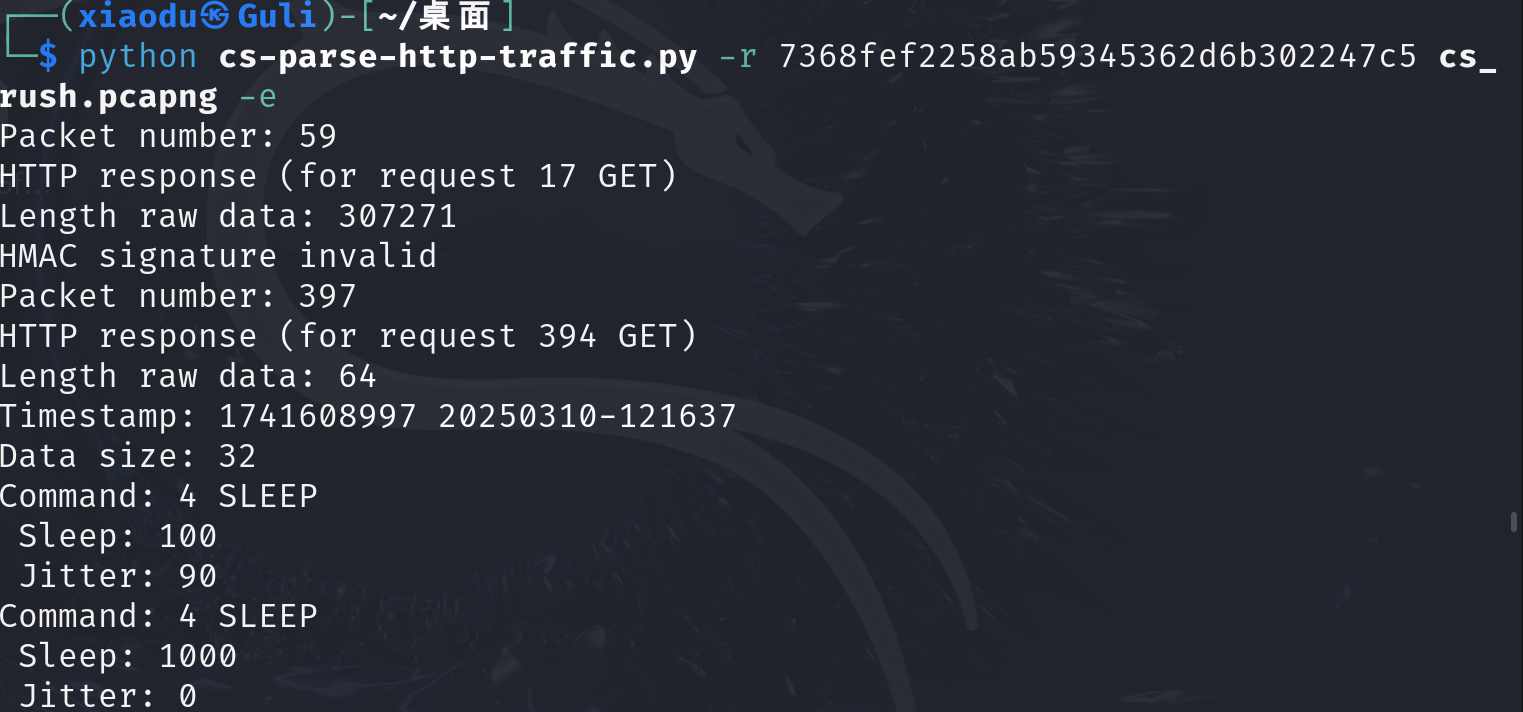 ┌──(xiaodu㉿Guli)-[~/桌面]
└─$ python cs-parse-http-traffic.py -r 7368fef2258ab59345362d6b302247c5 cs_
rush.pcapng -e
Packet number: 59
HTTP response (for request 17 GET)
Length raw data: 307271
HMAC signature invalid
Packet number: 397
HTTP response (for request 394 GET)
Length raw data: 64
Timestamp: 1741608997 20250310-121637
Data size: 32
Command: 4 SLEEP
 Sleep: 100
 Jitter: 90
Command: 4 SLEEP
 Sleep: 1000
 Jitter: 0